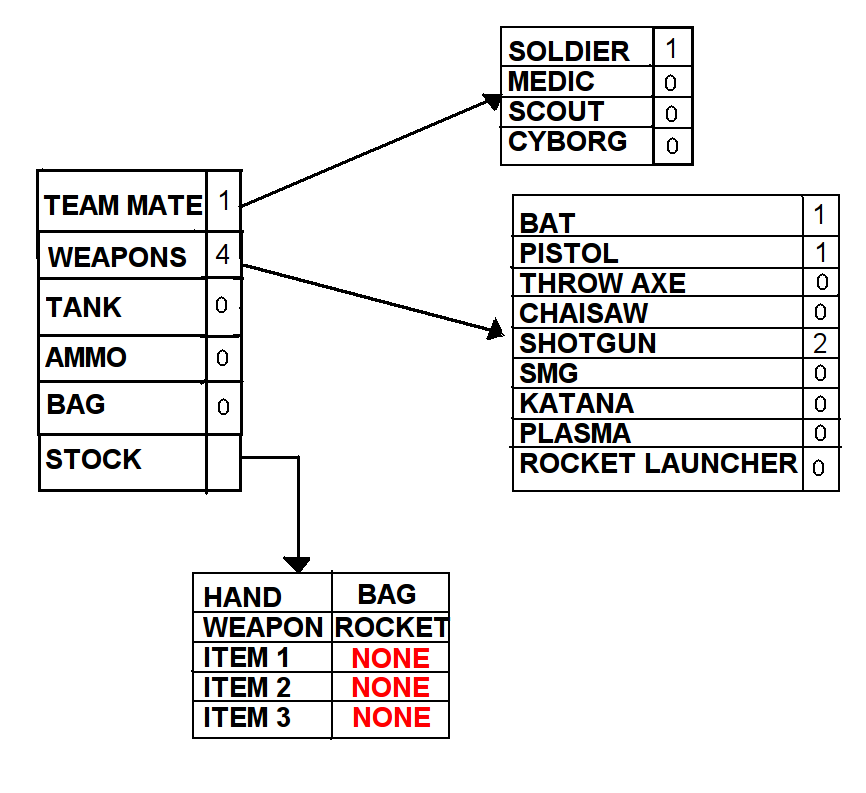 SOLDIER 1
MEDIC 0
SCOUT 0
CYBORG 0
TEAM MATE 1
WEAPONS 4
TANK 0
AMMO 0
BAG 0
STOCK
BAT 1
PISTOL 1
THROW AXE 0
CHAISAW 0
SHOTGUN 2
SMG 0
KATANA 0
PLASMA 0
ROCKET LAUNCHER 0
HAND BAG
WEAPON ROCKET
ITEM 1 NONE
ITEM 2 NONE
ITEM 3 NONE